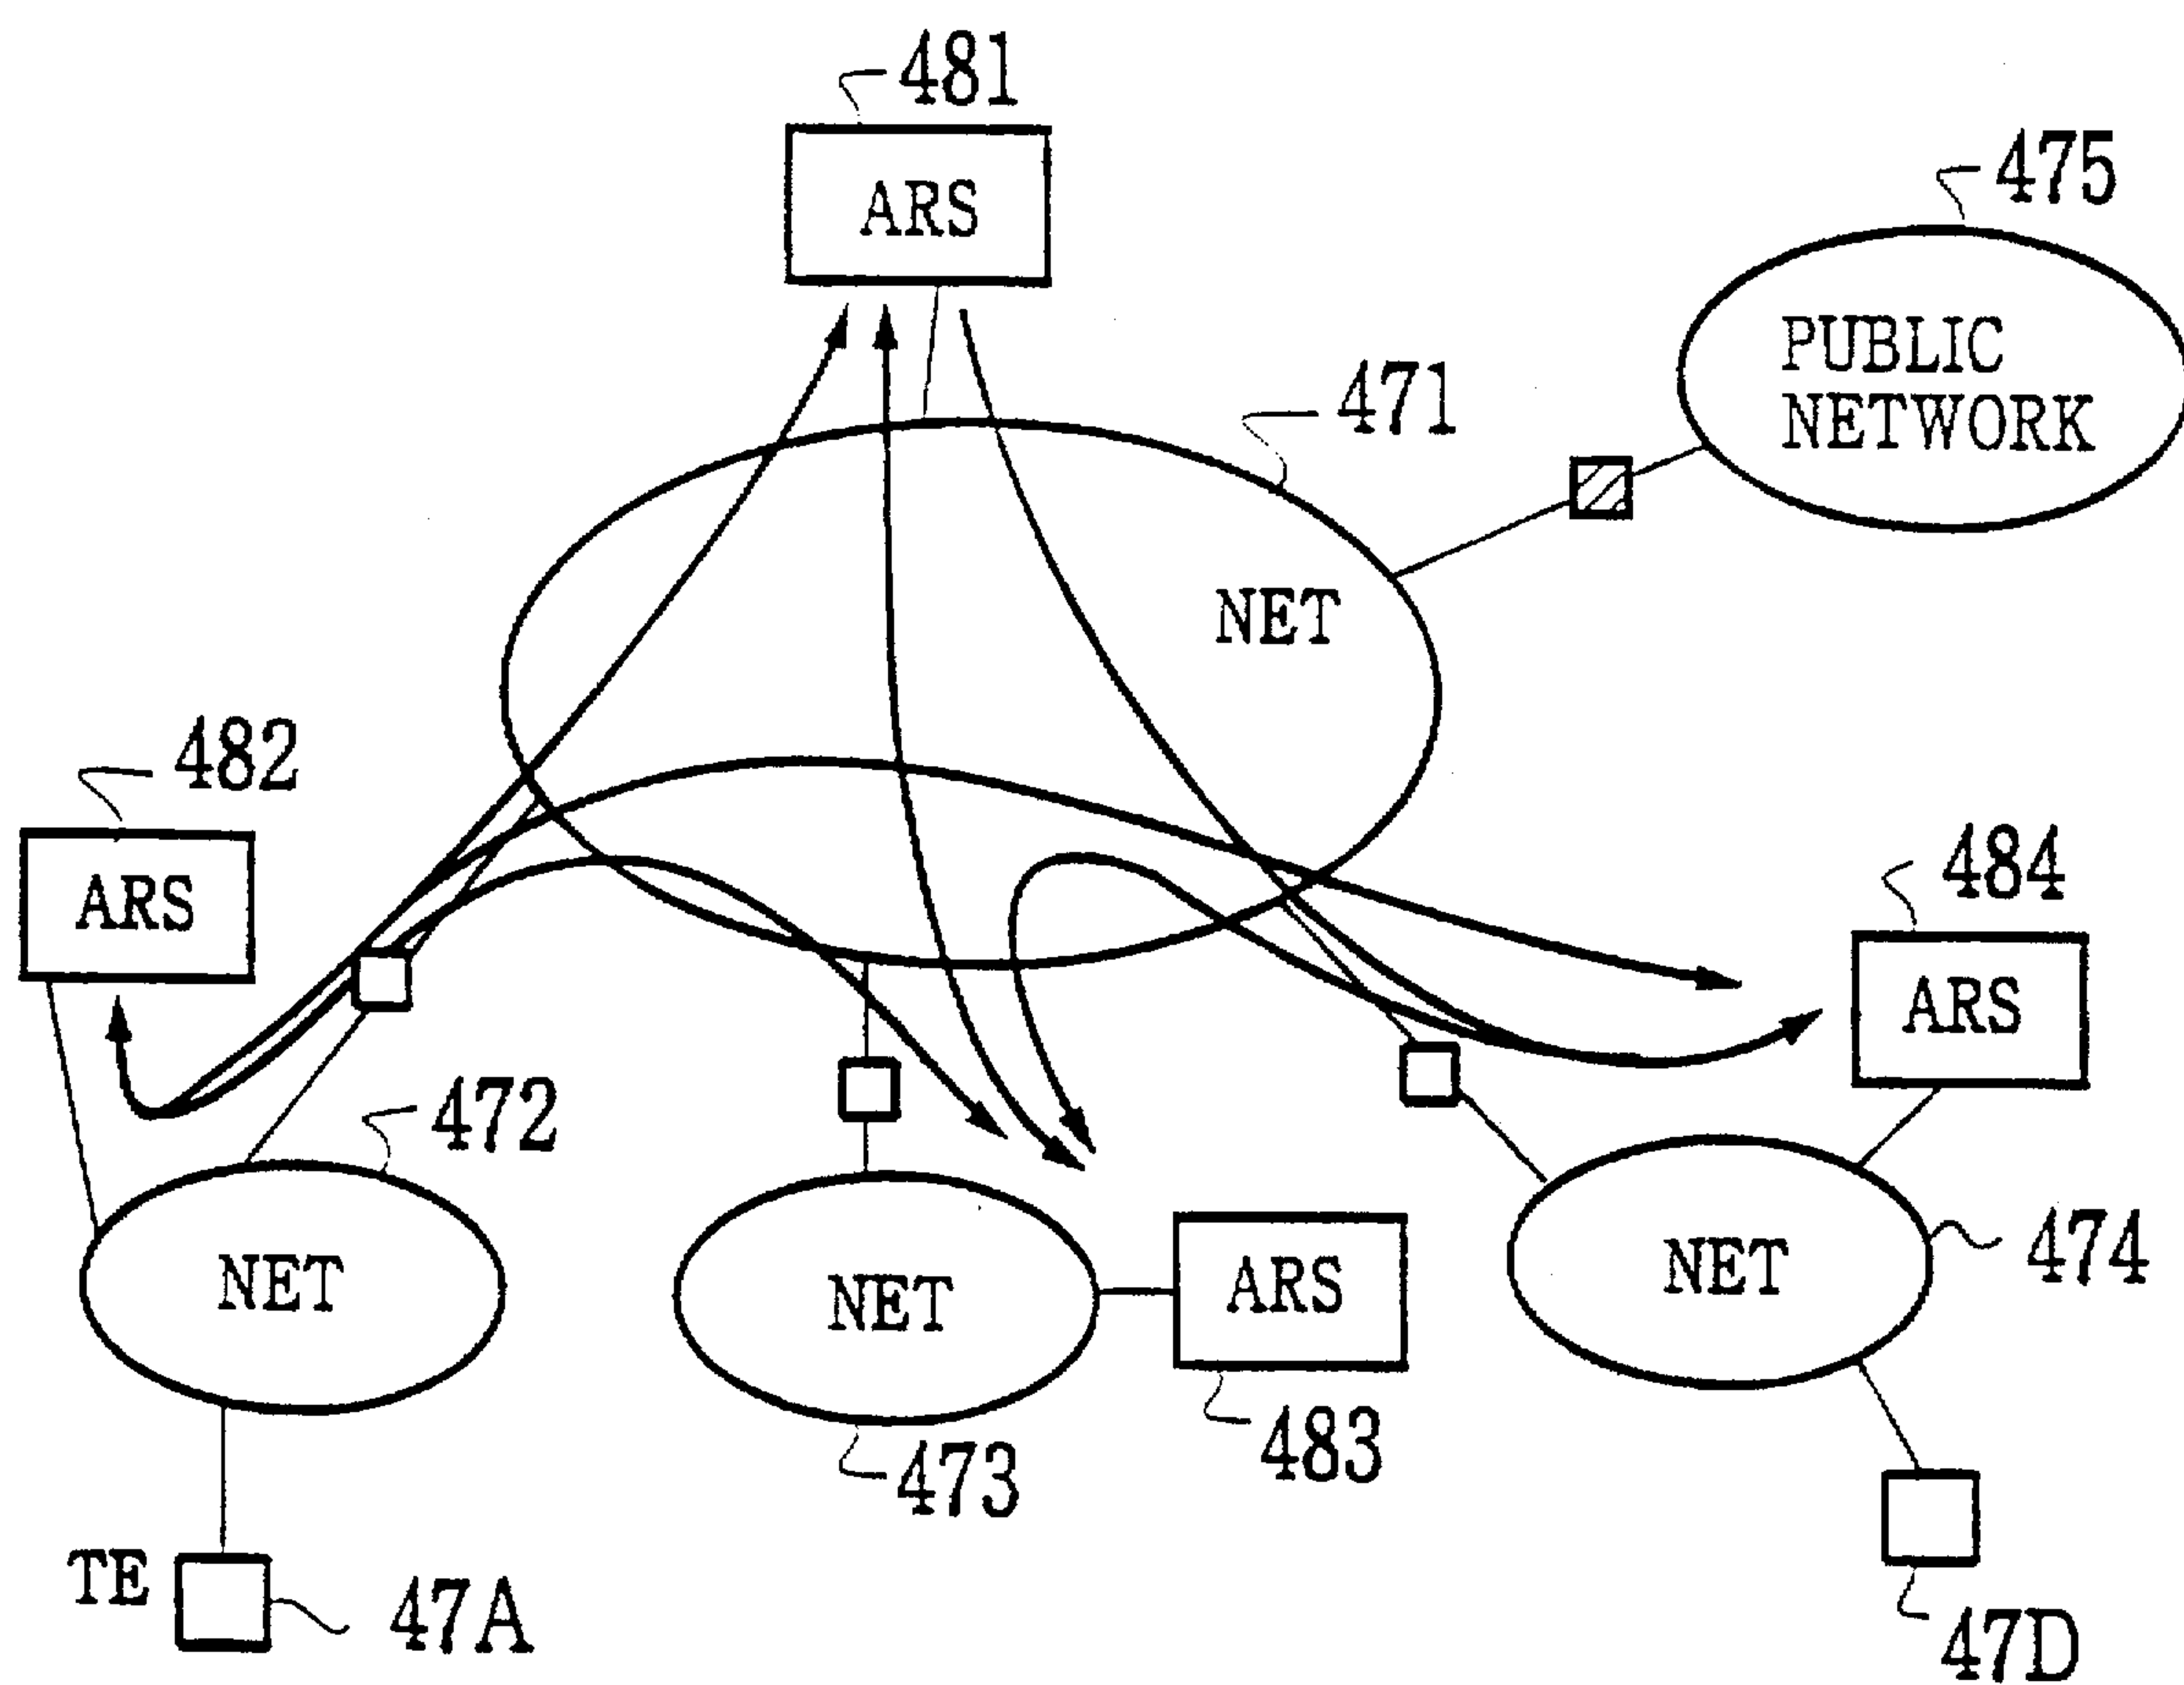 481
ARS
475
PUBLIC
NETWORK
471
NET
482
ARS
484
ARS
472
NET
NET
ARS
NET
474
473
483
TE
47A
47D